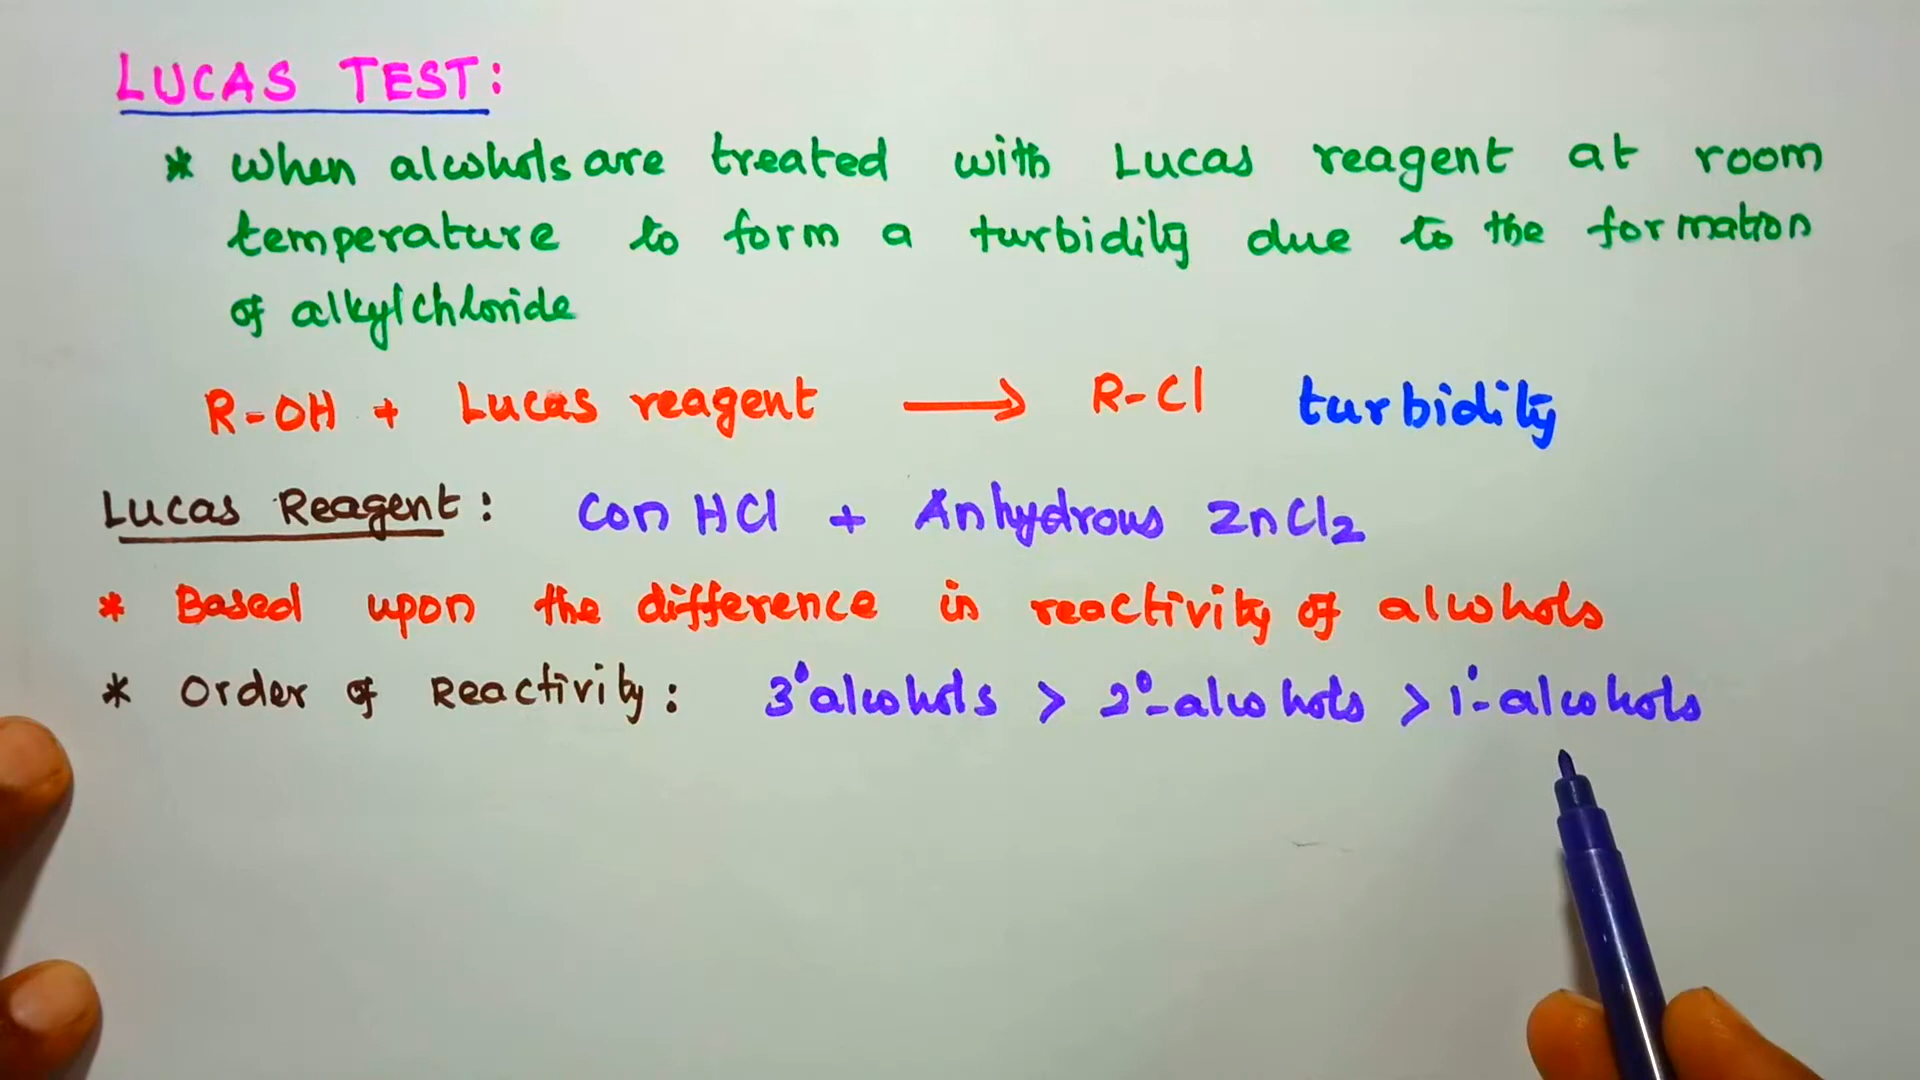 LUCAS TEST:
* When alcohols are treated with Lucas reagent at room
temperature to form a turbidity due to the formation
of alkylchloride
R-OH + Lucas reagent → R-Cl turbidity
Lucas Reagent: Con HCl + Anhydrous ZnCl₂
* Based upon the difference in reactivity of alcohols
* Order of Reactivity: 3° alcohols > 2°-alcohols > 1°-alcohols